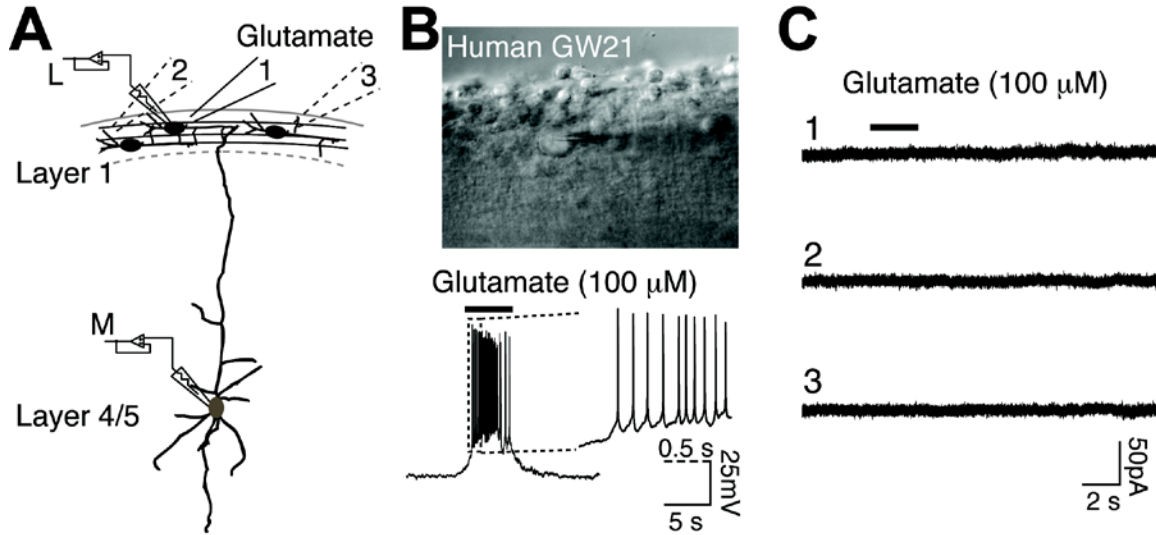 A
Glutamate
L
2
1
3
Layer 1
M
Layer 4/5
B
Human GW21
Glutamate (100 μM)
0.5 s
25mV
5 s
C
Glutamate (100 μM)
1
2
3
50pA
2 s